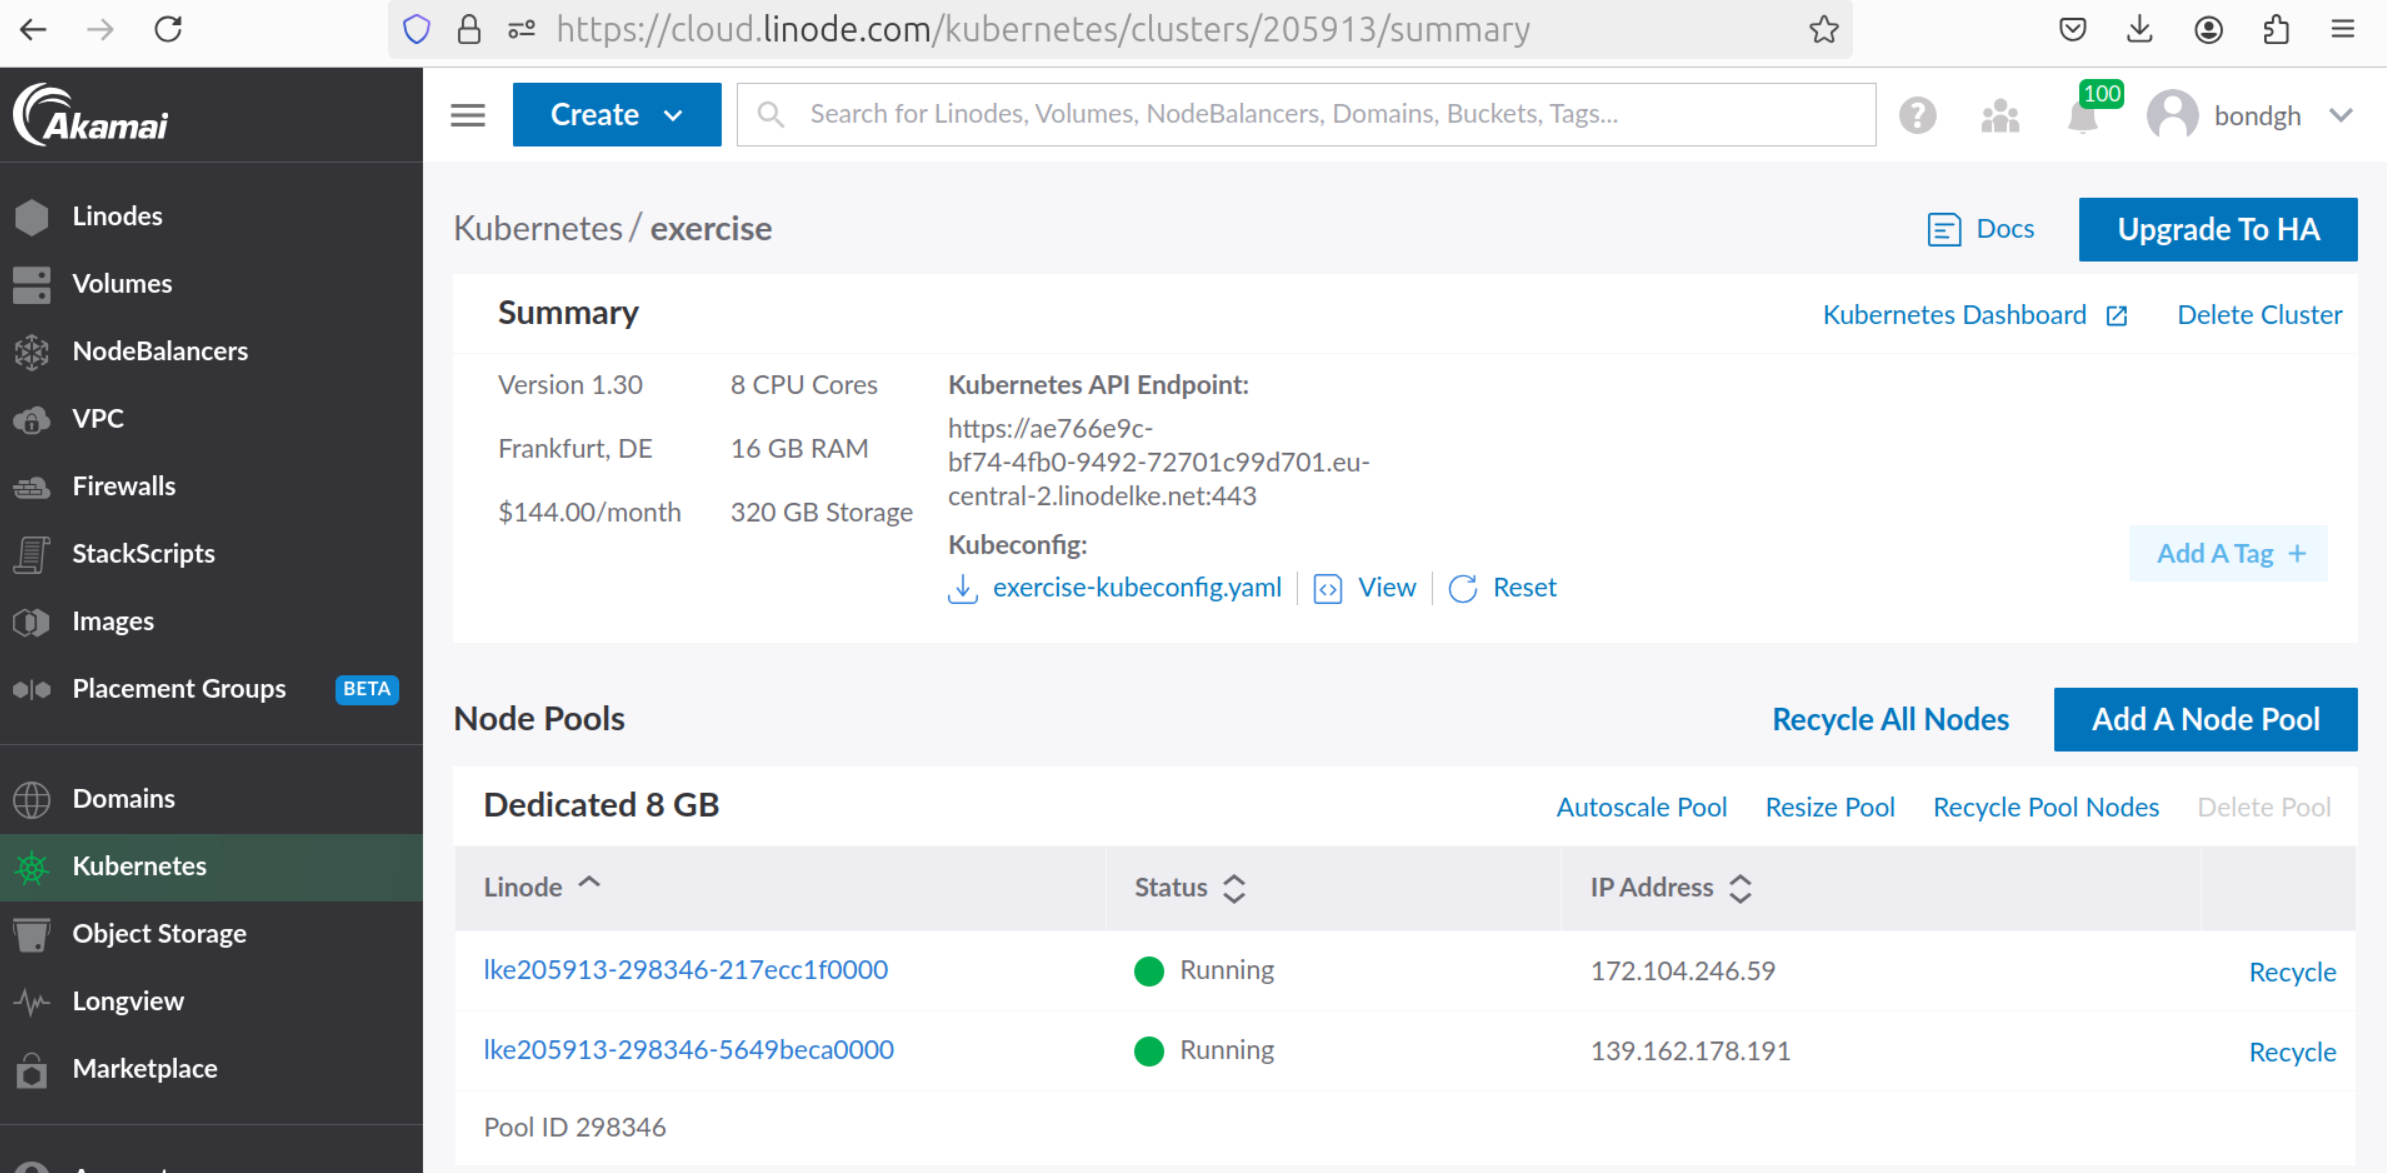 https://cloud.linode.com/kubernetes/clusters/205913/summary
Akamai
Create
Search for Linodes, Volumes, NodeBalancers, Domains, Buckets, Tags...
100
bondgh
Linodes
Volumes
NodeBalancers
VPC
Firewalls
StackScripts
Images
Placement Groups BETA
Domains
Kubernetes
Object Storage
Longview
Marketplace
Kubernetes / exercise
Docs
Upgrade To HA
Summary
Kubernetes Dashboard
Delete Cluster
Version 1.30
Frankfurt, DE
$144.00/month
8 CPU Cores
16 GB RAM
320 GB Storage
Kubernetes API Endpoint:
https://ae766e9c-
bf74-4fb0-9492-72701c99d701.eu-
central-2.linodelke.net:443
Kubeconfig:
exercise-kubeconfig.yaml
View
Reset
Add A Tag +
Node Pools
Recycle All Nodes
Add A Node Pool
Dedicated 8 GB
Autoscale Pool
Resize Pool
Recycle Pool Nodes
Delete Pool
Linode Status IP Address
lke205913-298346-217ecc1f0000 Running 172.104.246.59 Recycle
lke205913-298346-5649beca0000 Running 139.162.178.191 Recycle
Pool ID 298346